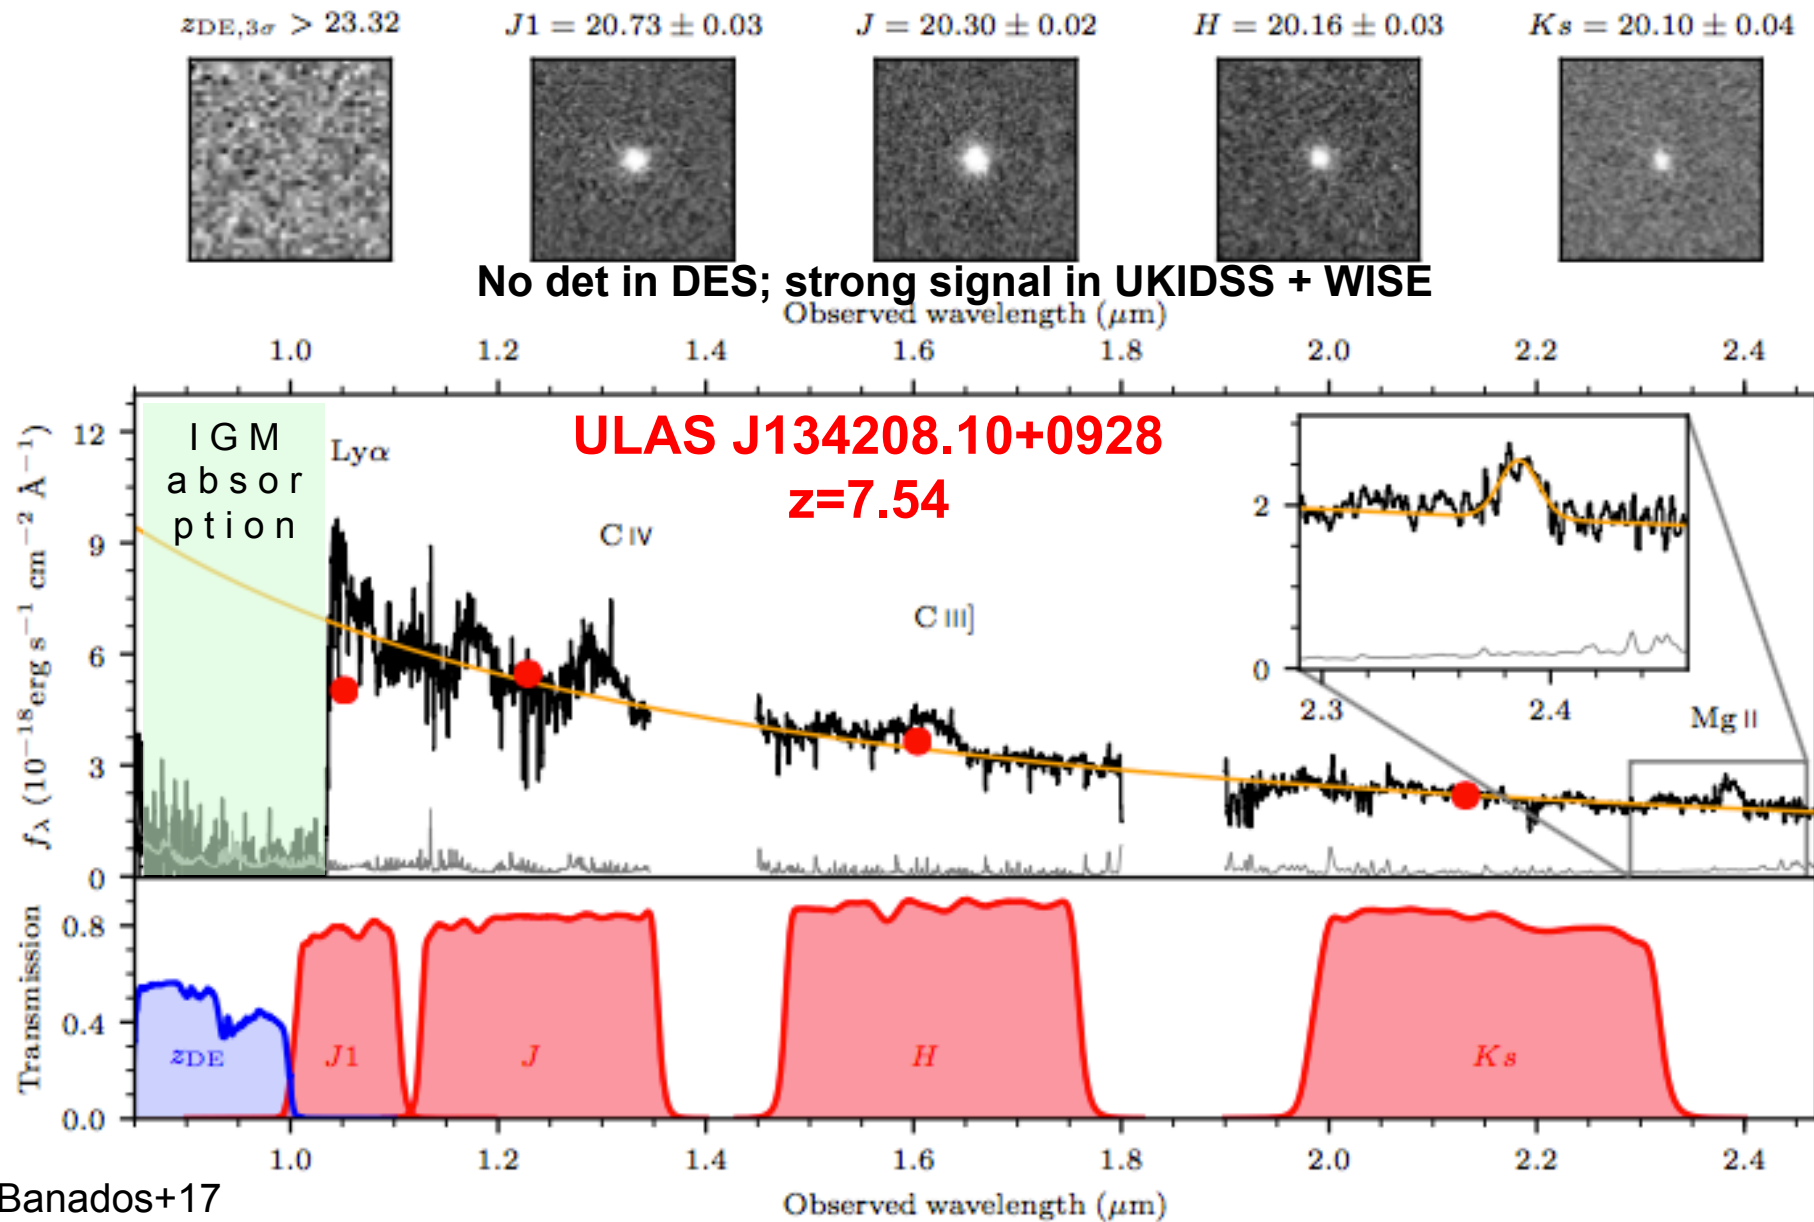 zDE,3σ > 23.32 J1 = 20.73 ± 0.03 J = 20.30 ± 0.02 H = 20.16 ± 0.03 Ks = 20.10 ± 0.04
No det in DES; strong signal in UKIDSS + WISE
Observed wavelength (μm)
1.0 1.2 1.4 1.6 1.8 2.0 2.2 2.4
IGM
absor
ption
Lyα
ULAS J134208.10+0928
z=7.54
C IV
C III]
Mg II
2
0
2.3 2.4
fλ (10⁻¹⁸erg s⁻¹ cm⁻² Å⁻¹)
12
9
6
3
0
Transmission
0.8
0.4
0.0
zDE J1 J H Ks
1.0 1.2 1.4 1.6 1.8 2.0 2.2 2.4
Observed wavelength (μm)
Banados+17